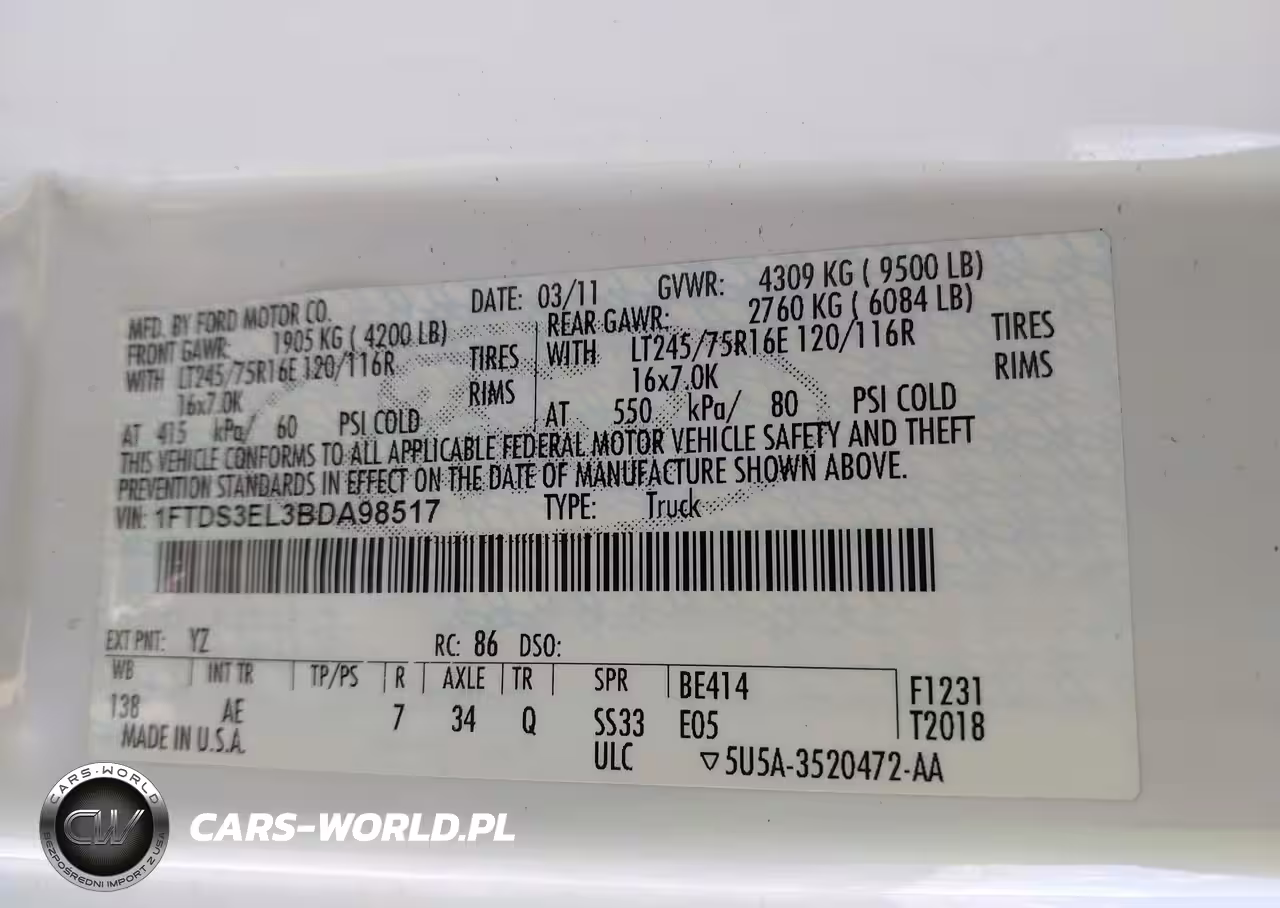 MFD. BY FORD MOTOR CO. DATE: 03/11 GVWR: 4309 KG ( 9500 LB)
FRONT GAWR: 1905 KG ( 4200 LB) REAR GAWR: 2760 KG ( 6084 LB)
WITH LT245/75R16E 120/116R TIRES WITH LT245/75R16E 120/116R TIRES
16x7.0K RIMS 16x7.0K RIMS
AT 415 kPa/ 60 PSI COLD AT 550 kPa/ 80 PSI COLD
THIS VEHICLE CONFORMS TO ALL APPLICABLE FEDERAL MOTOR VEHICLE SAFETY AND THEFT
PREVENTION STANDARDS IN EFFECT ON THE DATE OF MANUFACTURE SHOWN ABOVE.
VIN: 1FTDS3EL3BDA98517 TYPE: Truck
EXT PNT: YZ RC: 86 DSO:
WB INT TR TP/PS R AXLE TR SPR BE414 F1231
138 AE 7 34 Q SS33 E05 T2018
MADE IN U.S.A. ULC ▽5U5A-3520472-AA
CARS-WORLD
CW
BEZPOŚREDNI IMPORT Z USA
CARS-WORLD.PL